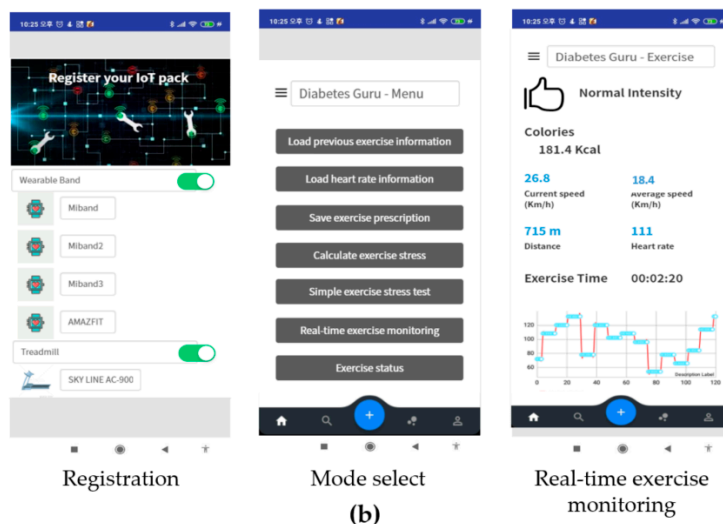 10:25 오후
Register your IoT pack
Wearable Band
Miband
Miband2
Miband3
AMAZFIT
Treadmill
SKY LINE AC-900
Registration
10:25 오후
Diabetes Guru - Menu
Load previous exercise information
Load heart rate information
Save exercise prescription
Calculate exercise stress
Simple exercise stress test
Real-time exercise monitoring
Exercise status
Mode select
10:25 오후
Diabetes Guru - Exercise
Normal Intensity
Colories
181.4 Kcal
26.8 18.4
Current speed Average speed
(Km/h) (Km/h)
715 m 111
Distance Heart rate
Exercise Time 00:02:20
120
100
80
60
Description Label
0 20 40 60 80 100 120
Real-time exercise
monitoring
(b)